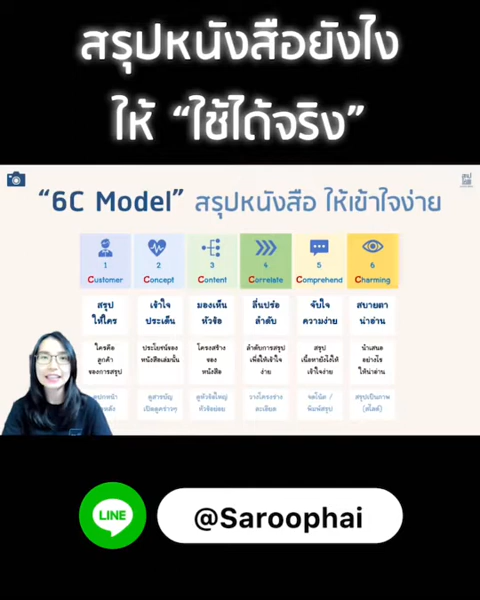 สรุปหนังสือยังไง
ให้ “ใช้ได้จริง”
“6C Model” สรุปหนังสือ ให้เข้าใจง่าย
1 2 3 4 5 6
Customer Concept Content Correlate Comprehend Charming
สรุป เข้าใจ มองเห็น ลื่นปรื๋อ จับใจ สบายตา
ให้ใคร ประเด็น หัวข้อ ลำดับ ความง่าย น่าอ่าน
ใครคือ ประโยชน์ของ โครงสร้าง ลำดับการสรุป สรุป นำเสนอ
ลูกค้า หนังสือเล่มนั้น ของ เพื่อให้เข้าใจ เนื้อหายังไงให้ อย่างไร
ของการสรุป หนังสือ ง่าย เข้าใจง่าย ให้น่าอ่าน
ดูสารบัญ ดูหัวข้อใหญ่ วางโครงร่าง จดโน้ต / สรุปเป็นภาพ
เปิดดูคร่าวๆ หัวข้อย่อย ละเอียด พิมพ์สรุป (สไลด์)
LINE @Saroophai